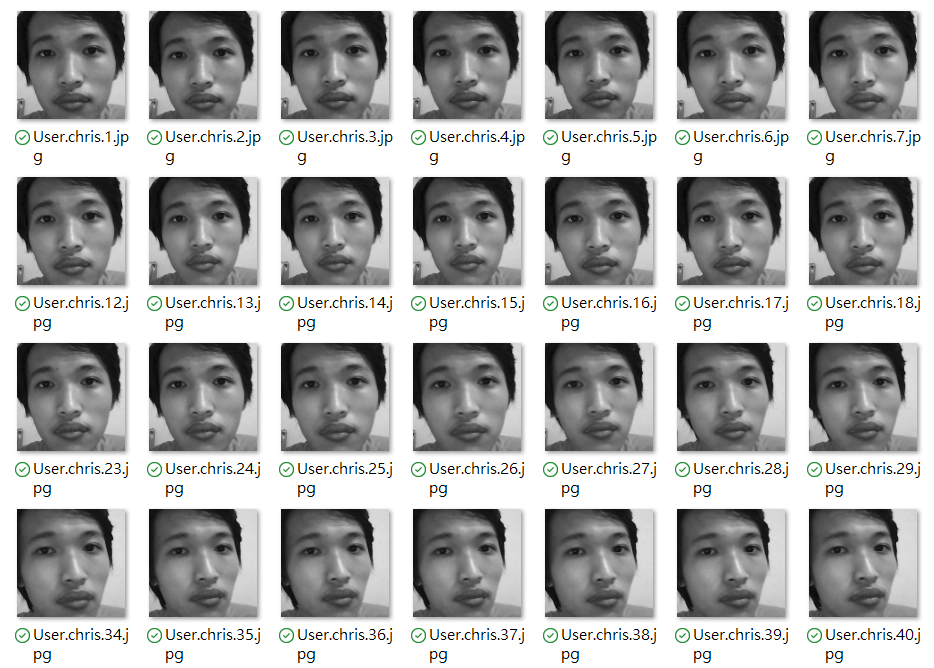 User.chris.1.jp
g
User.chris.2.jp
g
User.chris.3.jp
g
User.chris.4.jp
g
User.chris.5.jp
g
User.chris.6.jp
g
User.chris.7.jp
g
User.chris.12.j
pg
User.chris.13.j
pg
User.chris.14.j
pg
User.chris.15.j
pg
User.chris.16.j
pg
User.chris.17.j
pg
User.chris.18.j
pg
User.chris.23.j
pg
User.chris.24.j
pg
User.chris.25.j
pg
User.chris.26.j
pg
User.chris.27.j
pg
User.chris.28.j
pg
User.chris.29.j
pg
User.chris.34.j
pg
User.chris.35.j
pg
User.chris.36.j
pg
User.chris.37.j
pg
User.chris.38.j
pg
User.chris.39.j
pg
User.chris.40.j
pg